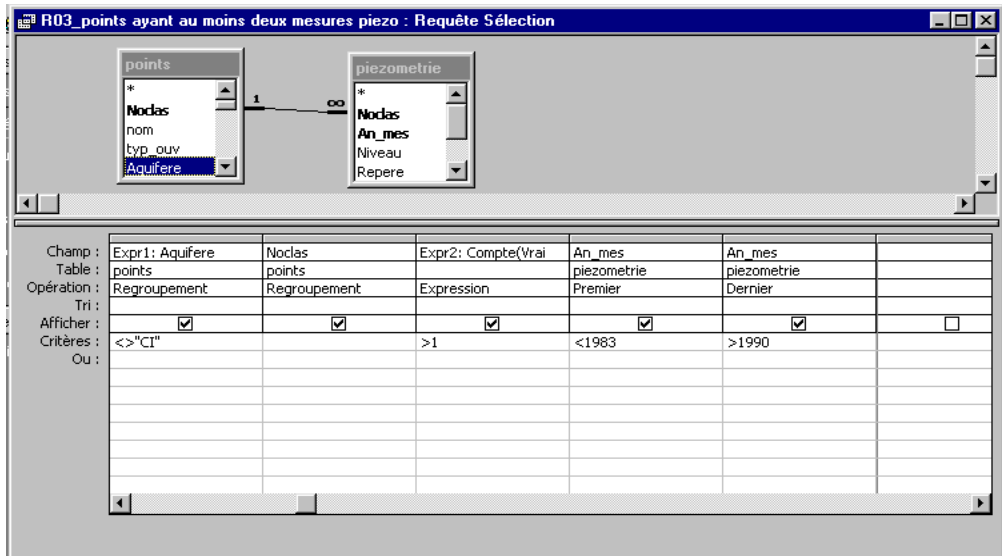 R03_points ayant au moins deux mesures piezo : Requête Sélection
points
*
Noclas
nom
typ_ouv
Aquifere
1
∞
piezometrie
*
Noclas
An_mes
Niveau
Repere
Champ : Expr1: Aquifere Noclas Expr2: Compte(Vrai An_mes An_mes
Table : points points piezometrie piezometrie
Opération : Regroupement Regroupement Expression Premier Dernier
Tri :
Afficher :
Critères : <>"CI" >1 <1983 >1990
Ou :